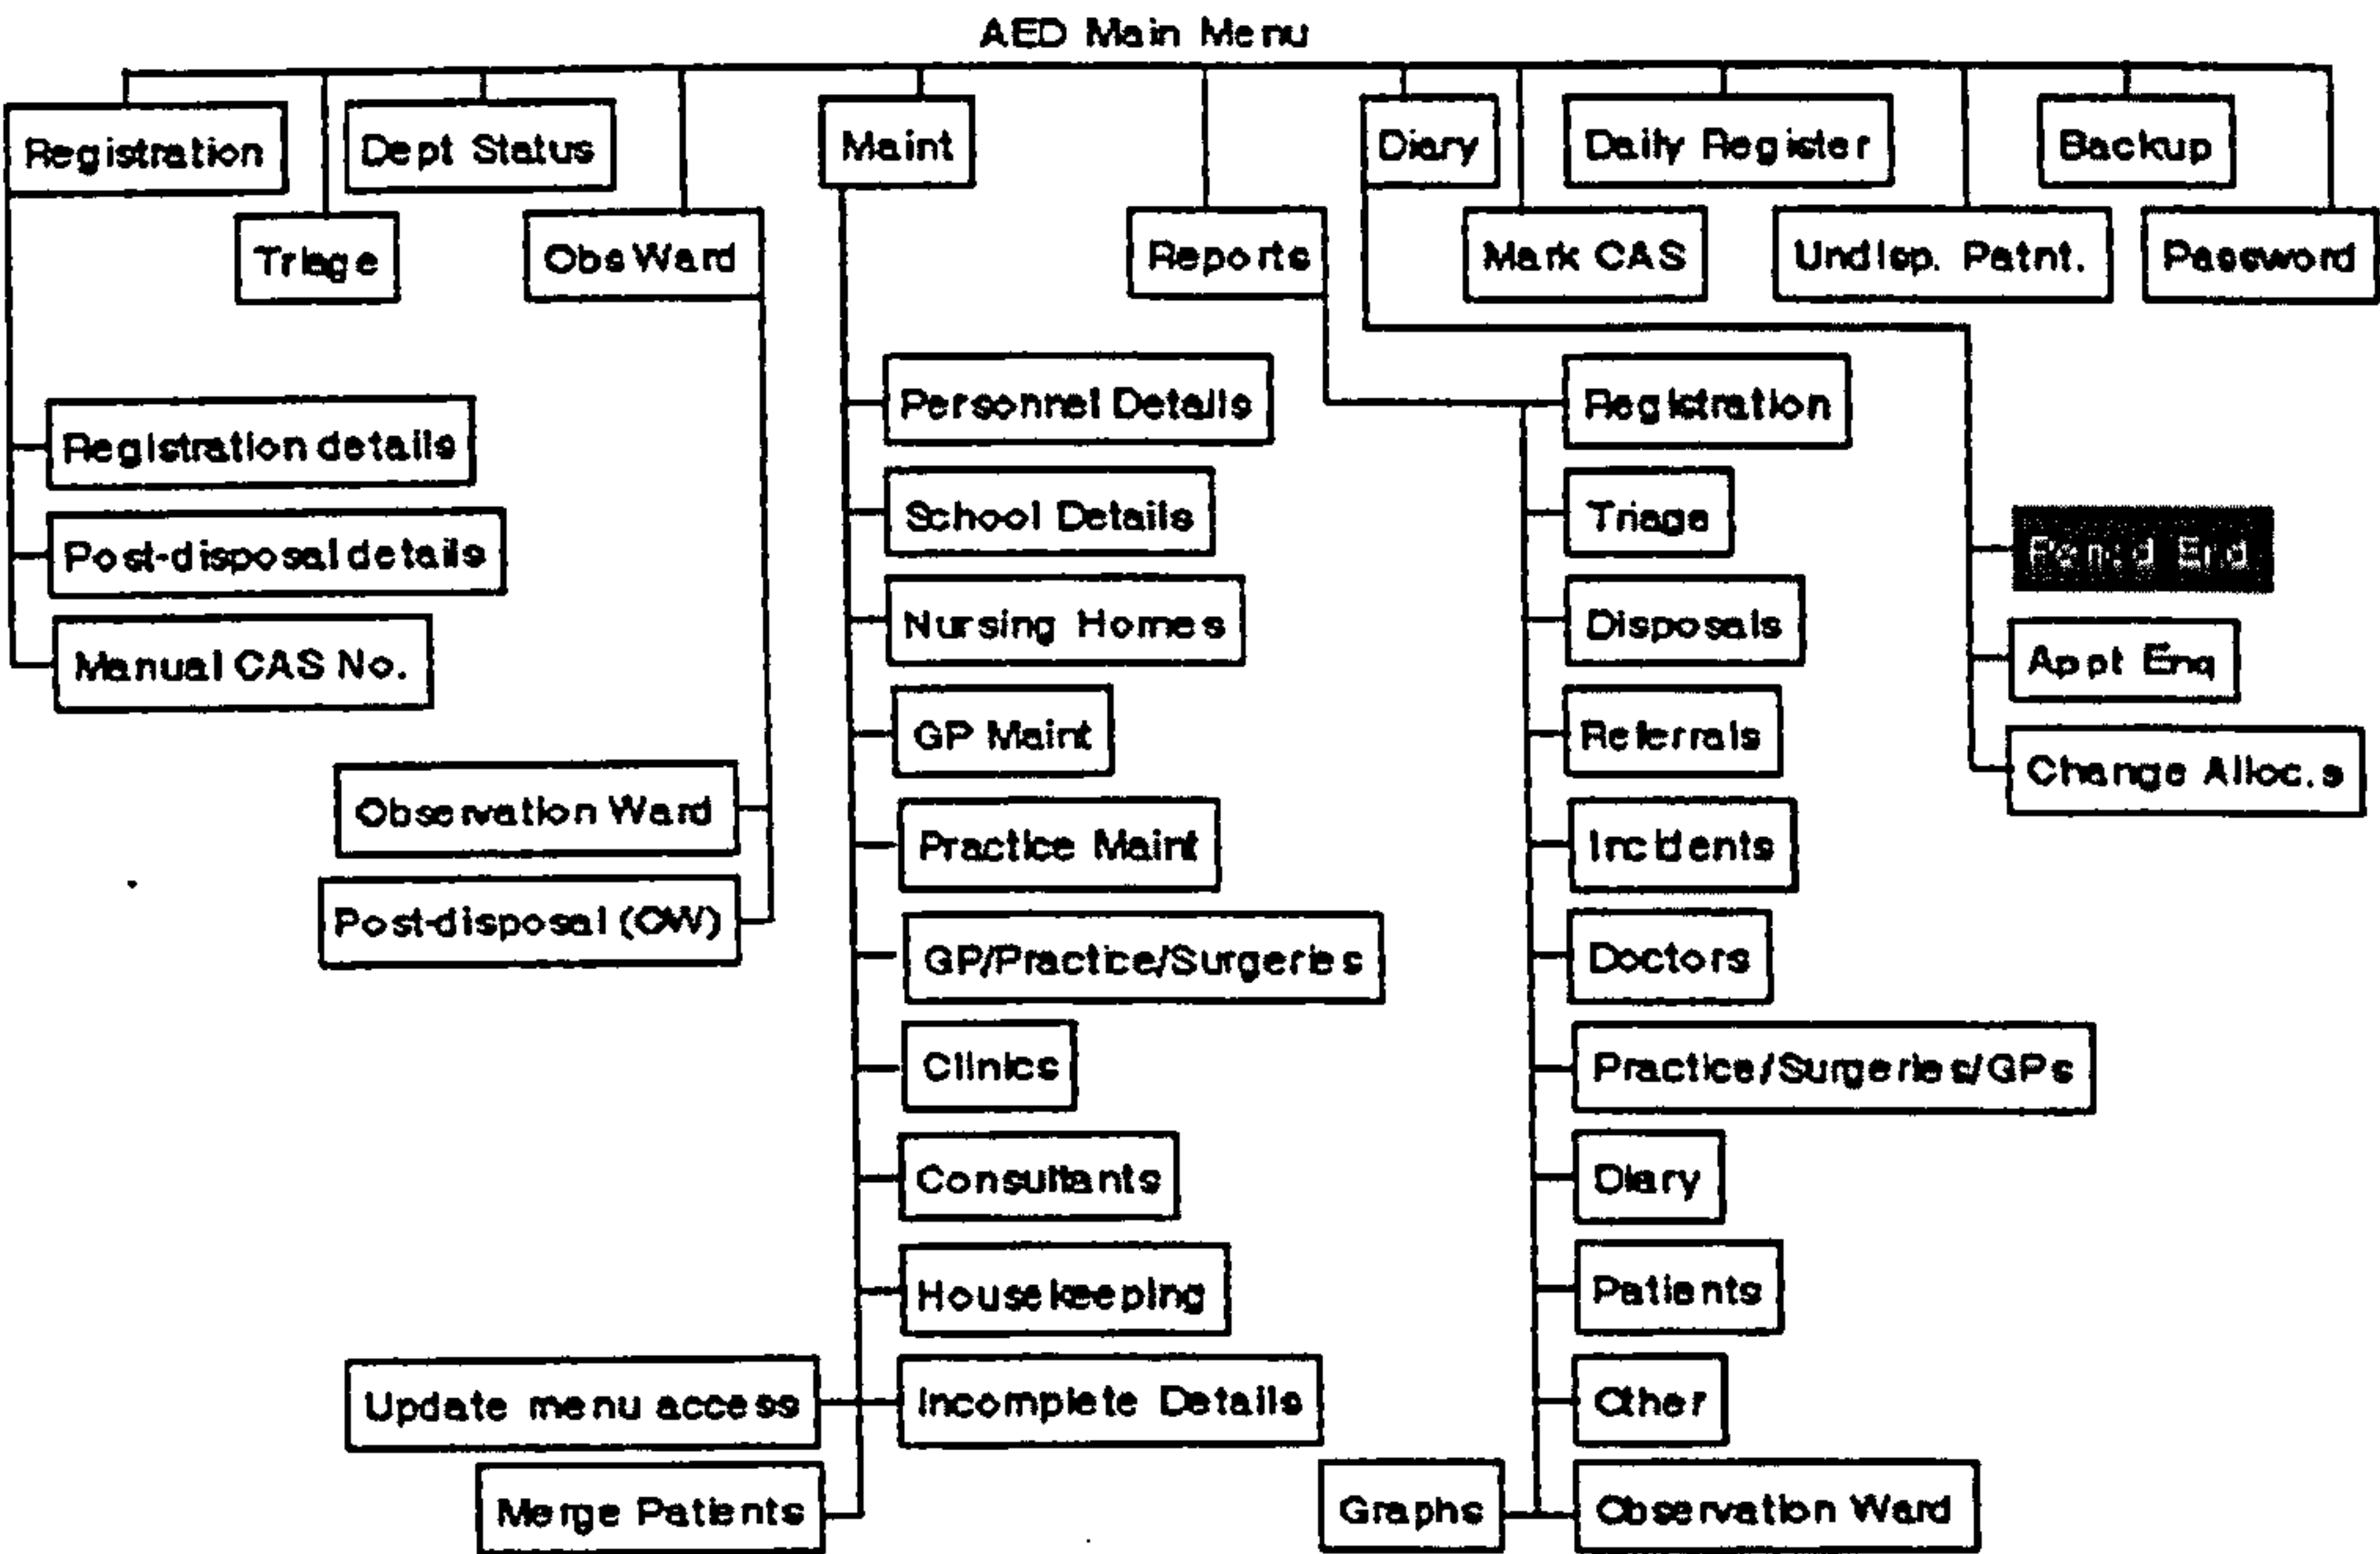 AED Main Menu
Registration
Dept Status
Maint
Diary
Daily Register
Backup
Triage
Obs Ward
Reports
Mark CAS
Undisp. Patnt.
Password
Registration details
Post-disposal details
Manual CAS No.
Observation Ward
Post-disposal (OW)
Personnel Details
School Details
Nursing Homes
GP Maint
Practice Maint
GP/Practice/Surgeries
Clinics
Consultants
Housekeeping
Incomplete Details
Update menu access
Merge Patients
Registration
Triage
Disposals
Referrals
Incidents
Doctors
Practice/Surgeries/GPs
Diary
Patients
Other
Observation Ward
Graphs
Appt Enq
Change Alloc.s